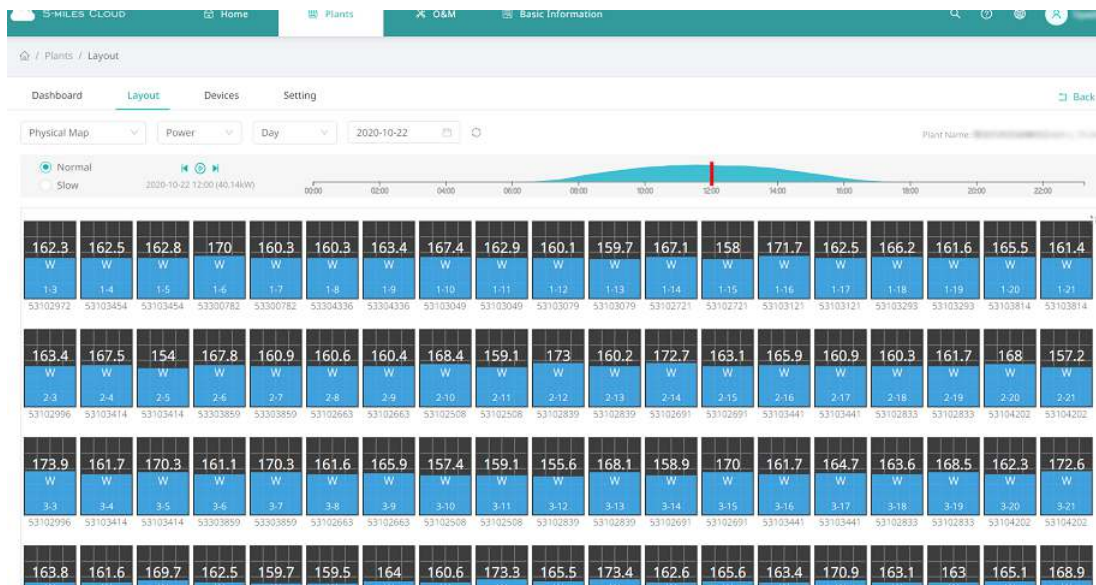 S-MILES CLOUD Home Plants O&M Basic Information
/ Plants / Layout
Dashboard Layout Devices Setting Back
Physical Map Power Day 2020-10-22 Plant Name:
Normal
Slow 2020-10-22 12:00 (40.14kW) 00:00 02:00 04:00 06:00 08:00 10:00 12:00 14:00 16:00 18:00 20:00 22:00
162.3 162.5 162.8 170 160.3 160.3 163.4 167.4 162.9 160.1 159.7 167.1 158 171.7 162.5 166.2 161.6 165.5 161.4
W W W W W W W W W W W W W W W W W W W
1-3 1-4 1-5 1-6 1-7 1-8 1-9 1-10 1-11 1-12 1-13 1-14 1-15 1-16 1-17 1-18 1-19 1-20 1-21
53102972 53103454 53103454 53300782 53300782 53304336 53304336 53103049 53103049 53103079 53103079 53102721 53102721 53103121 53103121 53103293 53103293 53103814 53103814
163.4 167.5 154 167.8 160.9 160.6 160.4 168.4 159.1 173 160.2 172.7 163.1 165.9 160.9 160.3 161.7 168 157.2
W W W W W W W W W W W W W W W W W W W
2-3 2-4 2-5 2-6 2-7 2-8 2-9 2-10 2-11 2-12 2-13 2-14 2-15 2-16 2-17 2-18 2-19 2-20 2-21
53102996 53103414 53103414 53303859 53303859 53102663 53102663 53102508 53102508 53102839 53102839 53102691 53102691 53103441 53103441 53102833 53102833 53104202 53104202
173.9 161.7 170.3 161.1 170.3 161.6 165.9 157.4 159.1 155.6 168.1 158.9 170 161.7 164.7 163.6 168.5 162.3 172.6
W W W W W W W W W W W W W W W W W W W
3-3 3-4 3-5 3-6 3-7 3-8 3-9 3-10 3-11 3-12 3-13 3-14 3-15 3-16 3-17 3-18 3-19 3-20 3-21
53102996 53103414 53103414 53303859 53303859 53102663 53102663 53102508 53102508 53102839 53102839 53102691 53102691 53103441 53103441 53102833 53102833 53104202 53104202
163.8 161.6 169.7 162.5 159.7 159.5 164 160.6 173.3 165.5 173.4 162.6 165.6 163.4 170.9 163.1 163 165.1 168.9